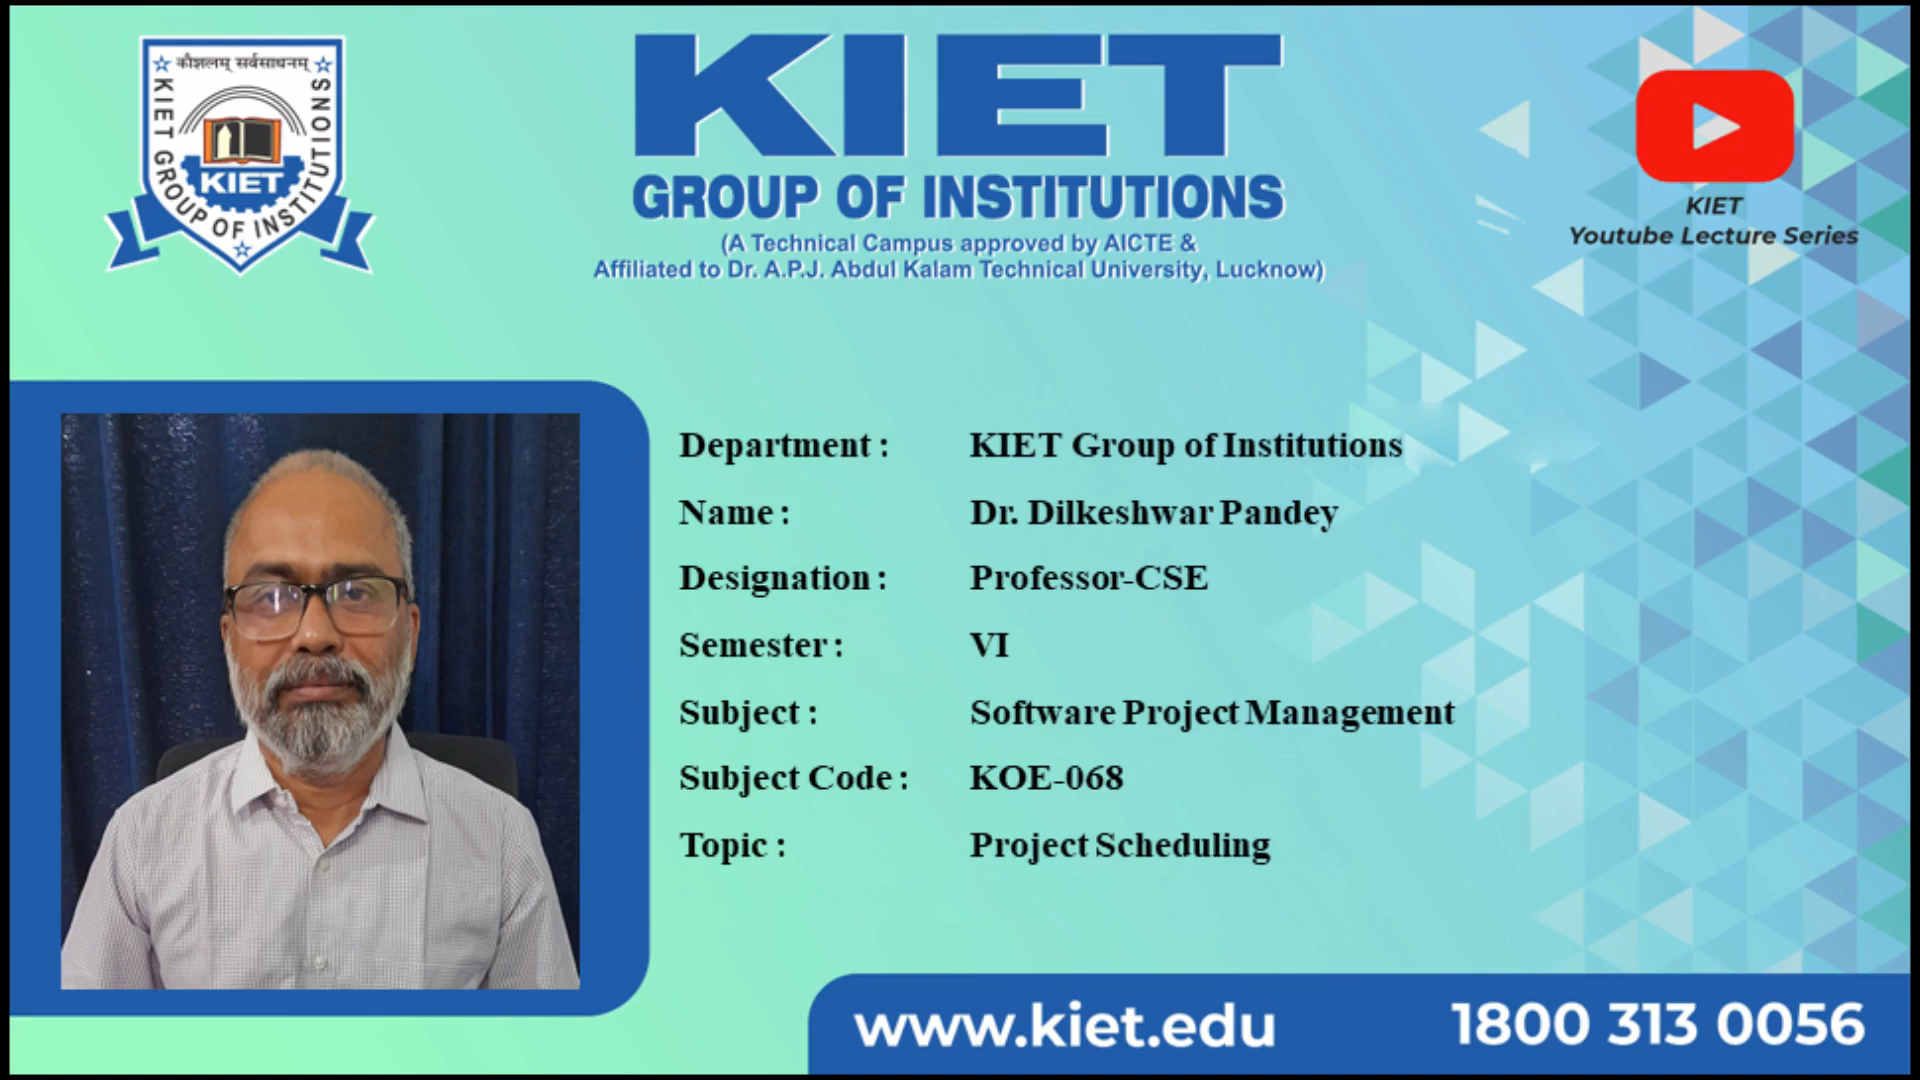 कौशलम् सर्वसाधनम्
KIET GROUP OF INSTITUTIONS
KIET
KIET
GROUP OF INSTITUTIONS
(A Technical Campus approved by AICTE &
Affiliated to Dr. A.P.J. Abdul Kalam Technical University, Lucknow)
KIET
Youtube Lecture Series
Department : KIET Group of Institutions
Name : Dr. Dilkeshwar Pandey
Designation : Professor-CSE
Semester : VI
Subject : Software Project Management
Subject Code : KOE-068
Topic : Project Scheduling
www.kiet.edu 1800 313 0056